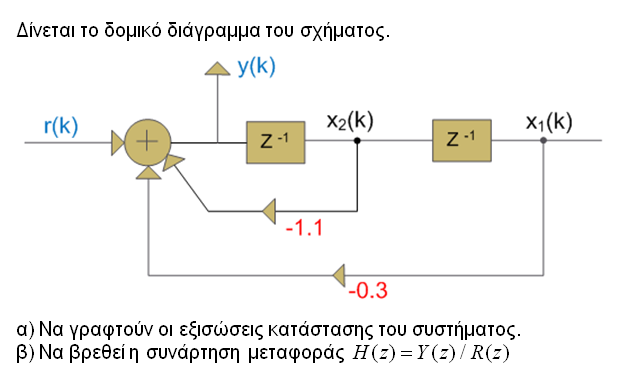 Δίνεται το δομικό διάγραμμα του σχήματος.
y(k)
r(k)
+
Z -1
x2(k)
Z -1
x1(k)
-1.1
-0.3
α) Να γραφτούν οι εξισώσεις κατάστασης του συστήματος.
β) Να βρεθεί η συνάρτηση μεταφοράς H(z) = Y(z) / R(z)